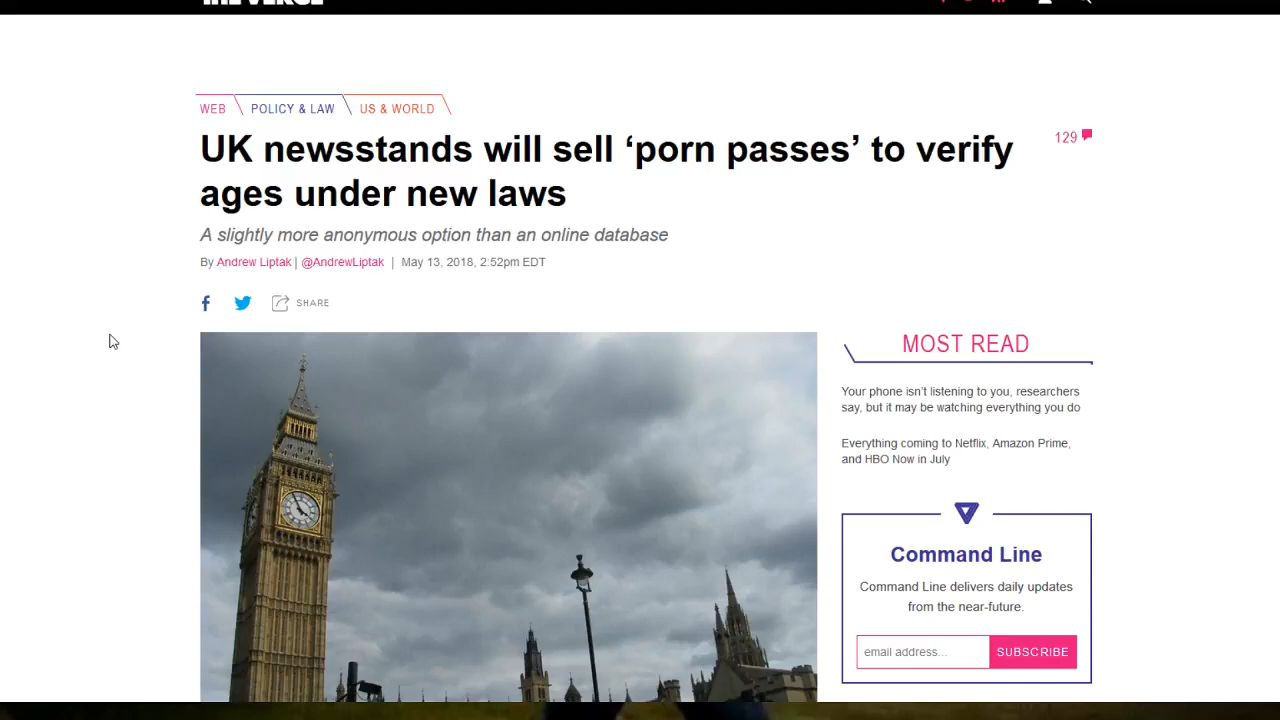 THE VERGE
WEB
POLICY & LAW
US & WORLD
UK newsstands will sell ‘porn passes’ to verify
ages under new laws
129
A slightly more anonymous option than an online database
By Andrew Liptak | @AndrewLiptak | May 13, 2018, 2:52pm EDT
SHARE
MOST READ
Your phone isn’t listening to you, researchers
say, but it may be watching everything you do
Everything coming to Netflix, Amazon Prime,
and HBO Now in July
Command Line
Command Line delivers daily updates
from the near-future.
email address...
SUBSCRIBE